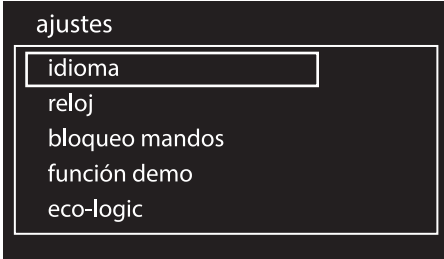 ajustes
idioma
reloj
bloqueo mandos
función demo
eco-logic